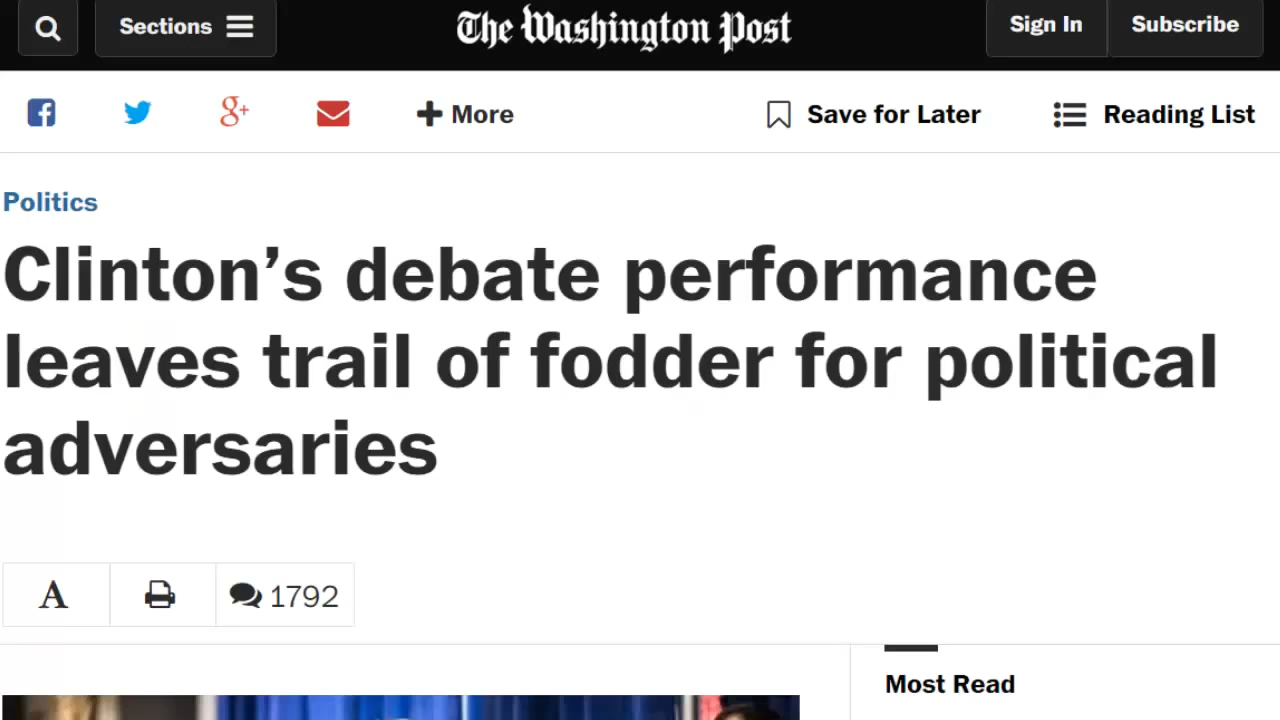 Sections The Washington Post Sign In Subscribe
More Save for Later Reading List
Politics
Clinton’s debate performance
leaves trail of fodder for political
adversaries
A 1792
Most Read